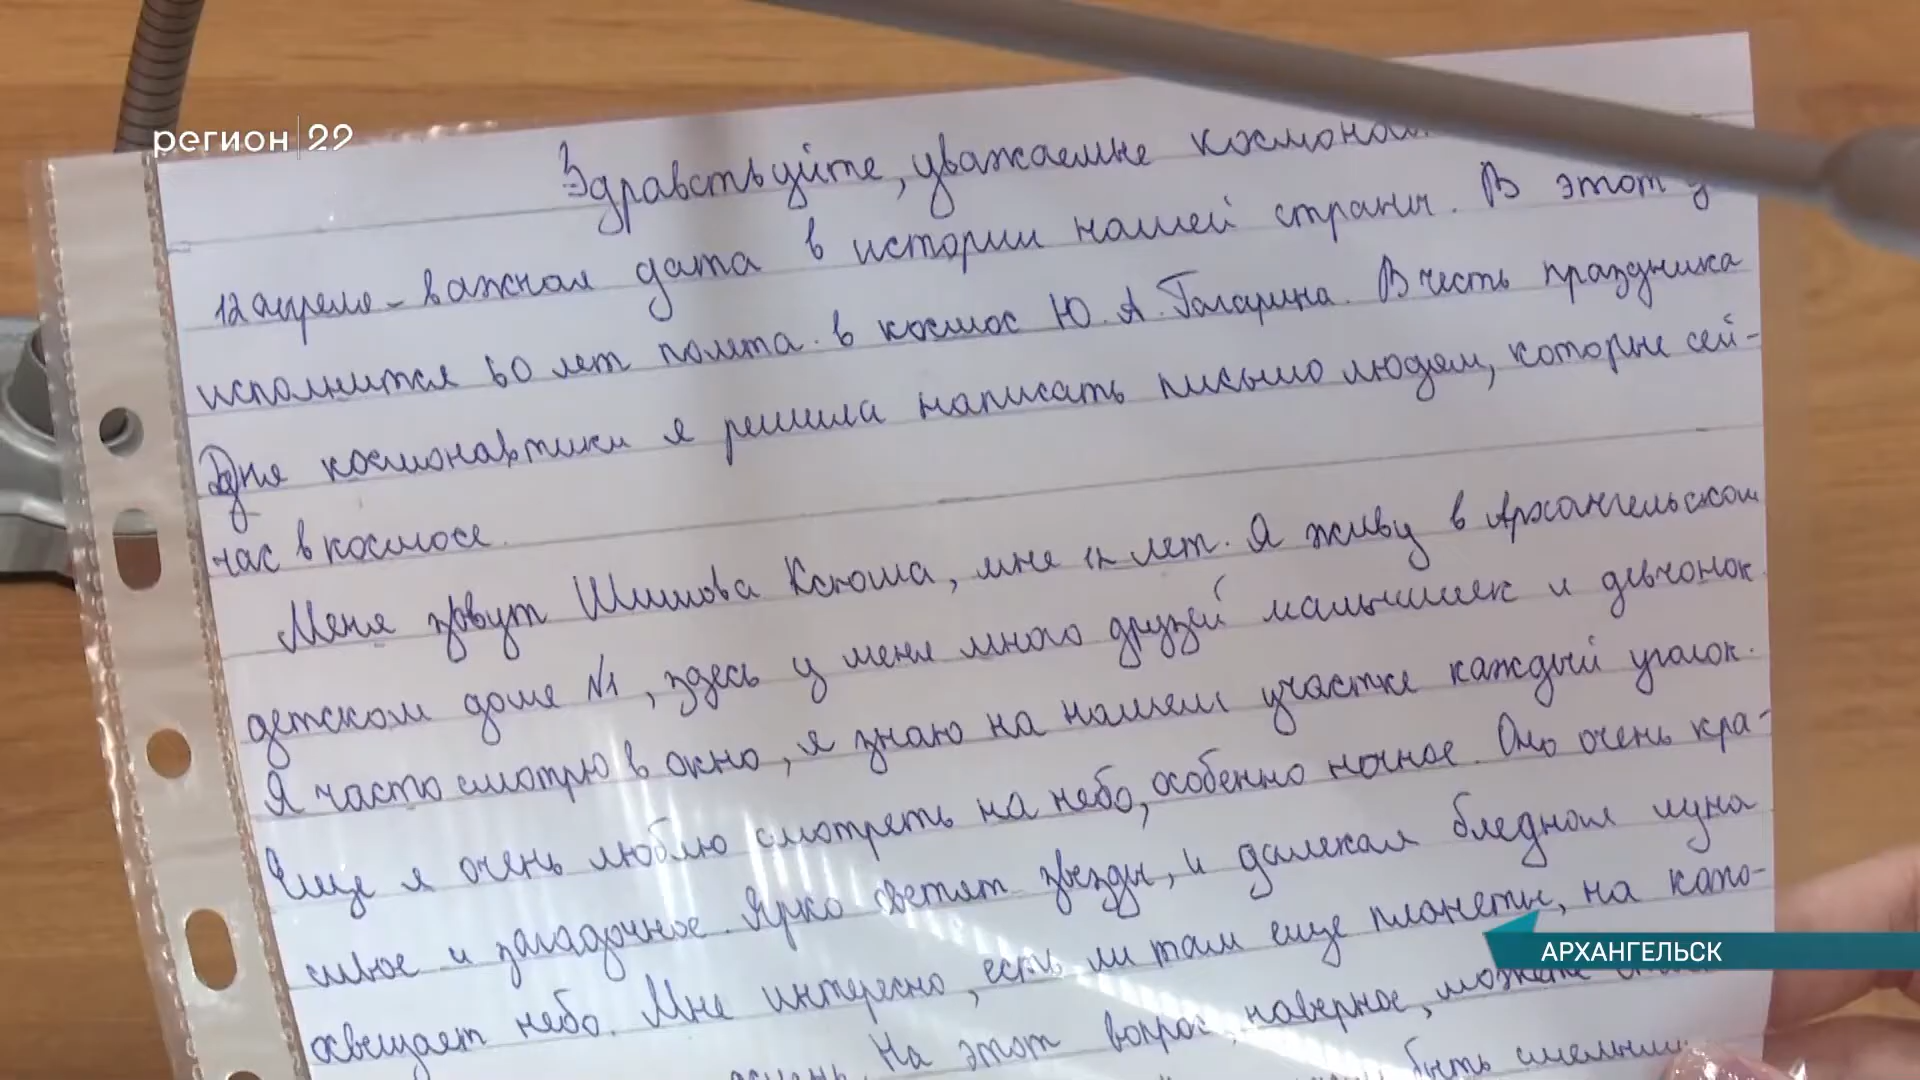 регион|22
Здравствуйте, уважаемые
12 апреля - важная дата в истории нашей страны. В этот
исполнится 60 лет полета в космос Ю. А. Гагарина. В честь праздника
Дня космонавтики я решила написать письмо людям, которые сей-
час в космосе.
Меня зовут Шишова Ксюша, мне 12 лет. Я живу в Архангельском
детском доме №1, здесь у меня много друзей мальчишек и девчонок.
Я часто смотрю в окно, я знаю на нашем участке каждый уголок.
Еще я очень люблю смотреть на небо, особенно ночное. Оно очень кра-
сивое и загадочное. Ярко светят звезды, и далекая бледная луна
освещает небо. Мне интересно, есть ли там еще планеты, на кото-
На этот вопрос, наверное, можете
быть
АРХАНГЕЛЬСК